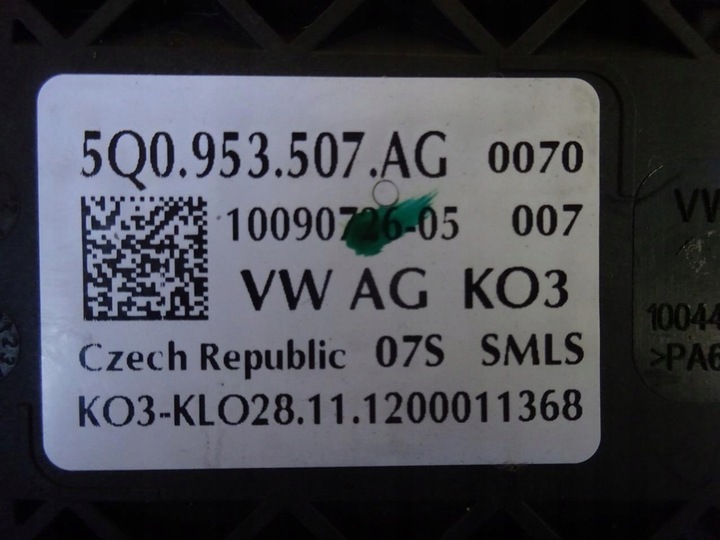 5Q0.953.507.AG 0070
10090726-05 007
VW AG KO3
Czech Republic 07S SMLS
KO3-KLO28.11.1200011368
VW
10044
>PA6